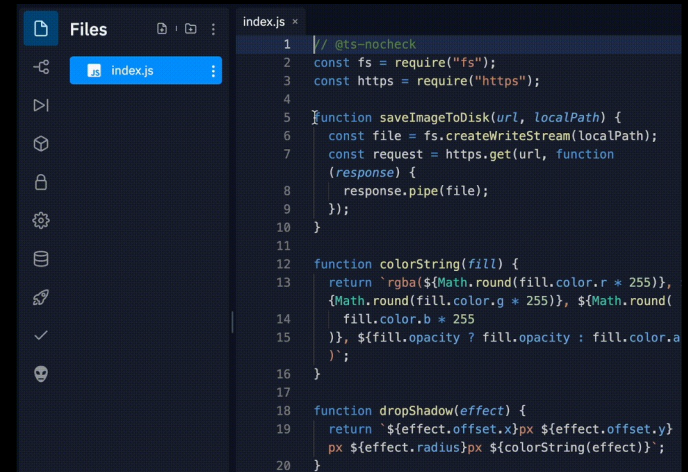 Files
JS index.js
index.js ×
1 // @ts-nocheck
2 const fs = require("fs");
3 const https = require("https");
4
5 function saveImageToDisk(url, localPath) {
6 const file = fs.createWriteStream(localPath);
7 const request = https.get(url, function
(response) {
8 response.pipe(file);
9 });
10 }
11
12 function colorString(fill) {
13 return `rgba(${Math.round(fill.color.r * 255)},
{Math.round(fill.color.g * 255)}, ${Math.round(
14 fill.color.b * 255
15 )}, ${fill.opacity ? fill.opacity : fill.color.a
)`;
16 }
17
18 function dropShadow(effect) {
19 return `${effect.offset.x}px ${effect.offset.y}
px ${effect.radius}px ${colorString(effect)}`;
20 }